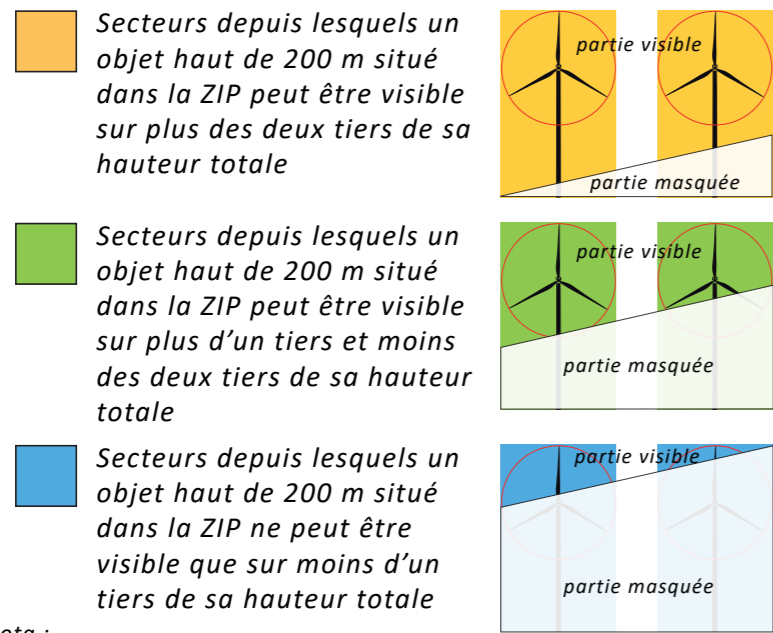 Secteurs depuis lesquels un
objet haut de 200 m situé
dans la ZIP peut être visible
sur plus des deux tiers de sa
hauteur totale
partie visible
partie masquée
Secteurs depuis lesquels un
objet haut de 200 m situé
dans la ZIP peut être visible
sur plus d’un tiers et moins
des deux tiers de sa hauteur
totale
partie visible
partie masquée
Secteurs depuis lesquels un
objet haut de 200 m situé
dans la ZIP ne peut être
visible que sur moins d’un
tiers de sa hauteur totale
partie visible
partie masquée